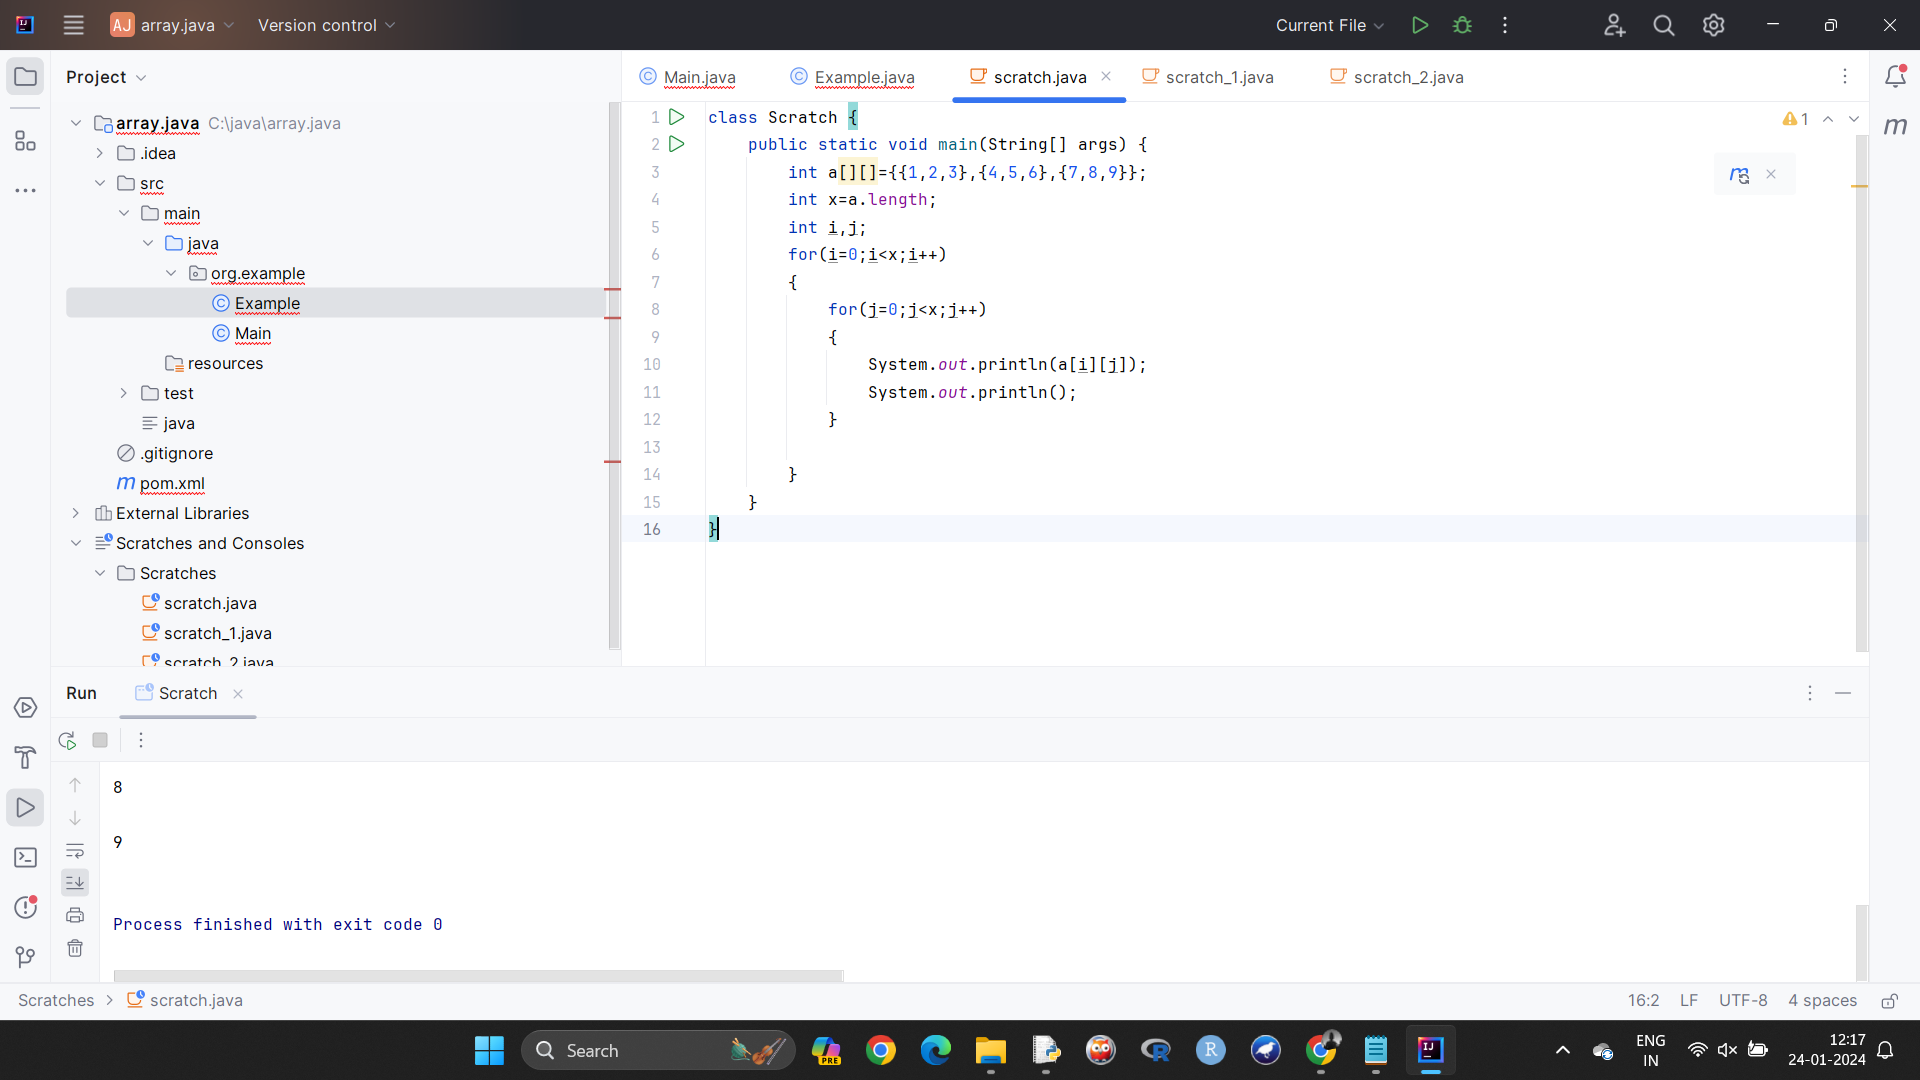 AJ array.java Version control Current File
Project
Main.java Example.java scratch.java scratch_1.java scratch_2.java
array.java C:\java\array.java
.idea
src
main
java
org.example
Example
Main
resources
test
java
.gitignore
pom.xml
External Libraries
Scratches and Consoles
Scratches
scratch.java
scratch_1.java
scratch_2.java
1 class Scratch {
2 public static void main(String[] args) {
3 int a[][]={{1,2,3},{4,5,6},{7,8,9}};
4 int x=a.length;
5 int i,j;
6 for(i=0;i<x;i++)
7 {
8 for(j=0;j<x;j++)
9 {
10 System.out.println(a[i][j]);
11 System.out.println();
12 }
13
14 }
15 }
16 }
1
m
m
Run Scratch
8
9
Process finished with exit code 0
Scratches > scratch.java 16:2 LF UTF-8 4 spaces
Search
PRE
R
R
IJ
ENG
IN
12:17
24-01-2024